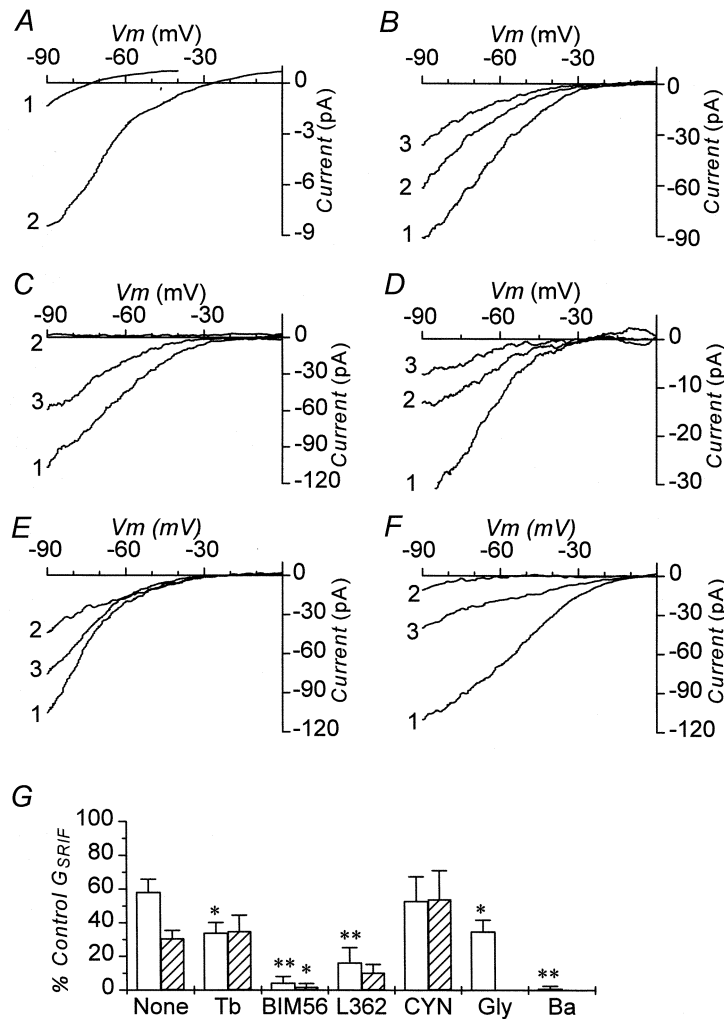 A
Vm (mV)
-90 -60 -30
0
-3
-6
-9
Current (pA)
1
2
B
Vm (mV)
-90 -60 -30
0
-30
-60
-90
Current (pA)
3
2
1
C
Vm (mV)
-90 -60 -30
0
-30
-60
-90
-120
Current (pA)
2
3
1
D
Vm (mV)
-90 -60 -30
0
-10
-20
-30
Current (pA)
3
2
1
E
Vm (mV)
-90 -60 -30
0
-30
-60
-90
-120
Current (pA)
2
3
1
F
Vm (mV)
-90 -60 -30
0
-30
-60
-90
-120
Current (pA)
2
3
1
G
% Control GSRIF
100
80
60
40
20
0
*
**
*
**
*
**
None Tb BIM56 L362 CYN Gly Ba